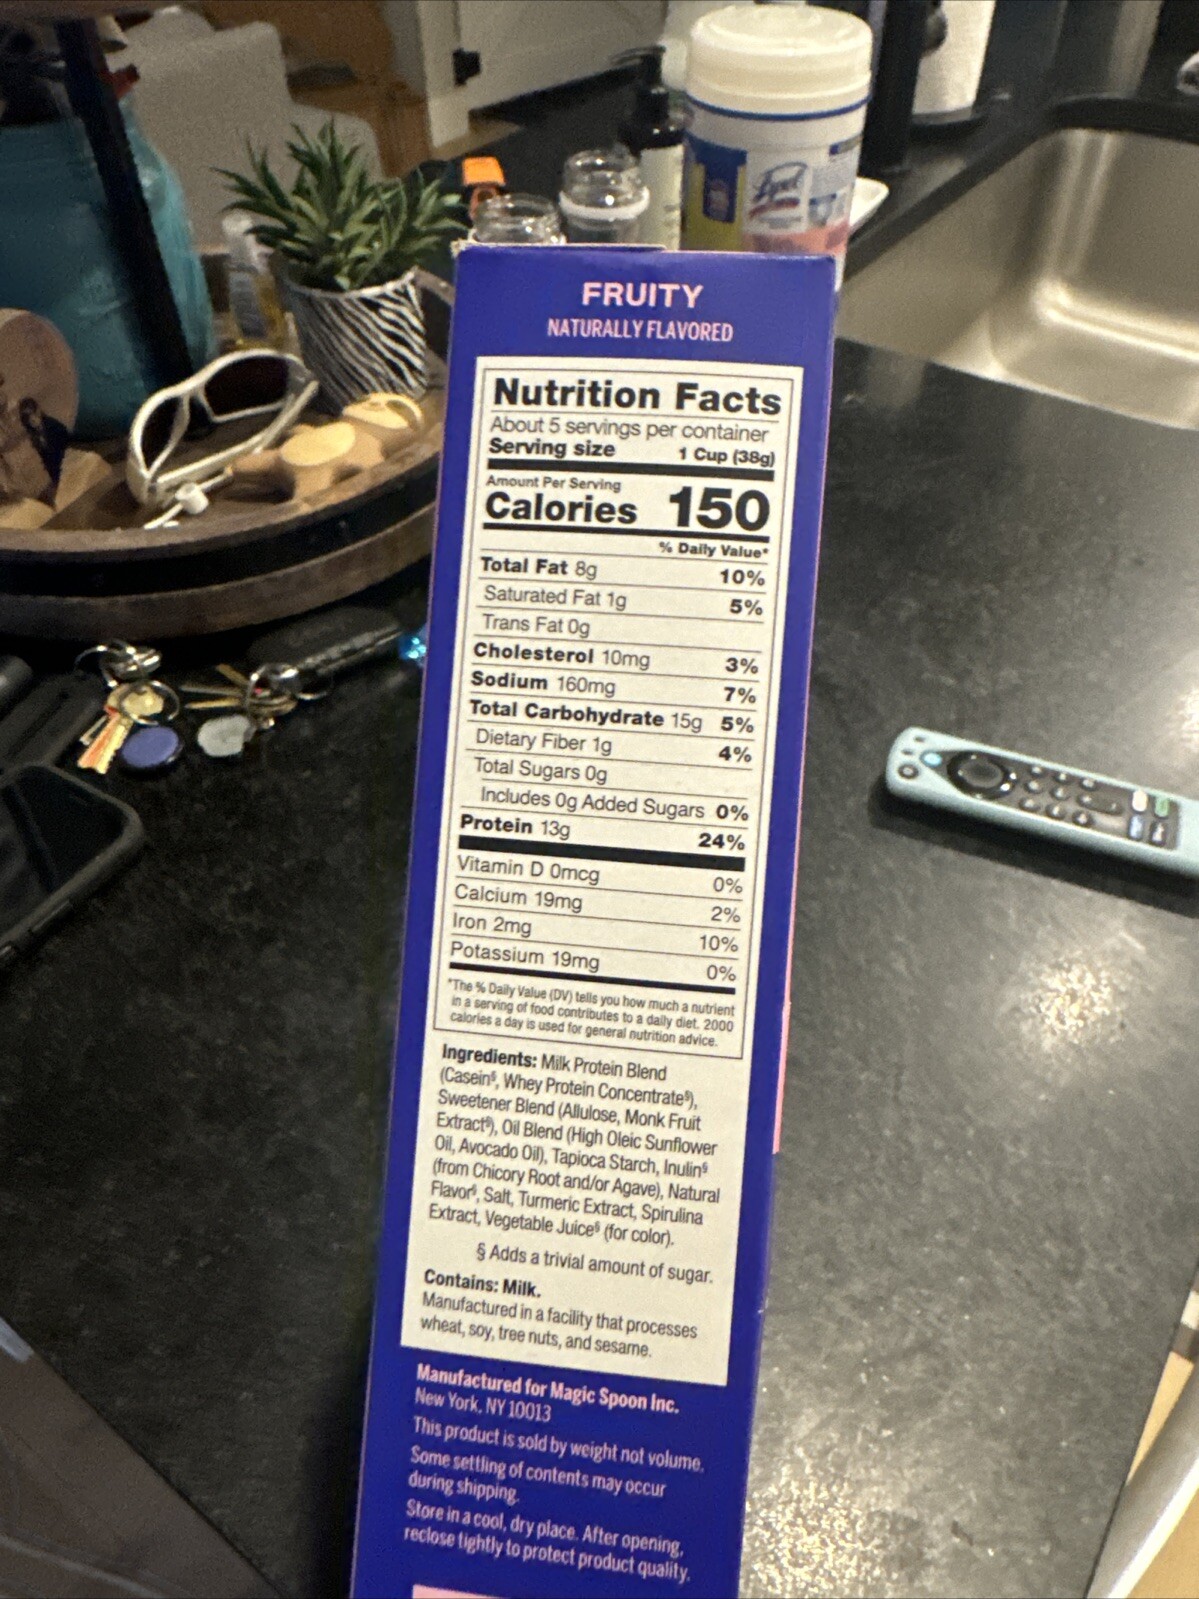 Lysol
FRUITY
NATURALLY FLAVORED
Nutrition Facts
About 5 servings per container
Serving size 1 Cup (38g)
Amount Per Serving
Calories 150
% Daily Value*
Total Fat 8g 10%
Saturated Fat 1g 5%
Trans Fat 0g
Cholesterol 10mg 3%
Sodium 160mg 7%
Total Carbohydrate 15g 5%
Dietary Fiber 1g 4%
Total Sugars 0g
Includes 0g Added Sugars 0%
Protein 13g 24%
Vitamin D 0mcg 0%
Calcium 19mg 2%
Iron 2mg 10%
Potassium 19mg 0%
*The % Daily Value (DV) tells you how much a nutrient
in a serving of food contributes to a daily diet. 2000
calories a day is used for general nutrition advice.
Ingredients: Milk Protein Blend
(Casein§, Whey Protein Concentrate§),
Sweetener Blend (Allulose, Monk Fruit
Extract§), Oil Blend (High Oleic Sunflower
Oil, Avocado Oil), Tapioca Starch, Inulin§
(from Chicory Root and/or Agave), Natural
Flavor§, Salt, Turmeric Extract, Spirulina
Extract, Vegetable Juice§ (for color).
§ Adds a trivial amount of sugar.
Contains: Milk.
Manufactured in a facility that processes
wheat, soy, tree nuts, and sesame.
Manufactured for Magic Spoon Inc.
New York, NY 10013
This product is sold by weight not volume.
Some settling of contents may occur
during shipping.
Store in a cool, dry place. After opening,
reclose tightly to protect product quality.